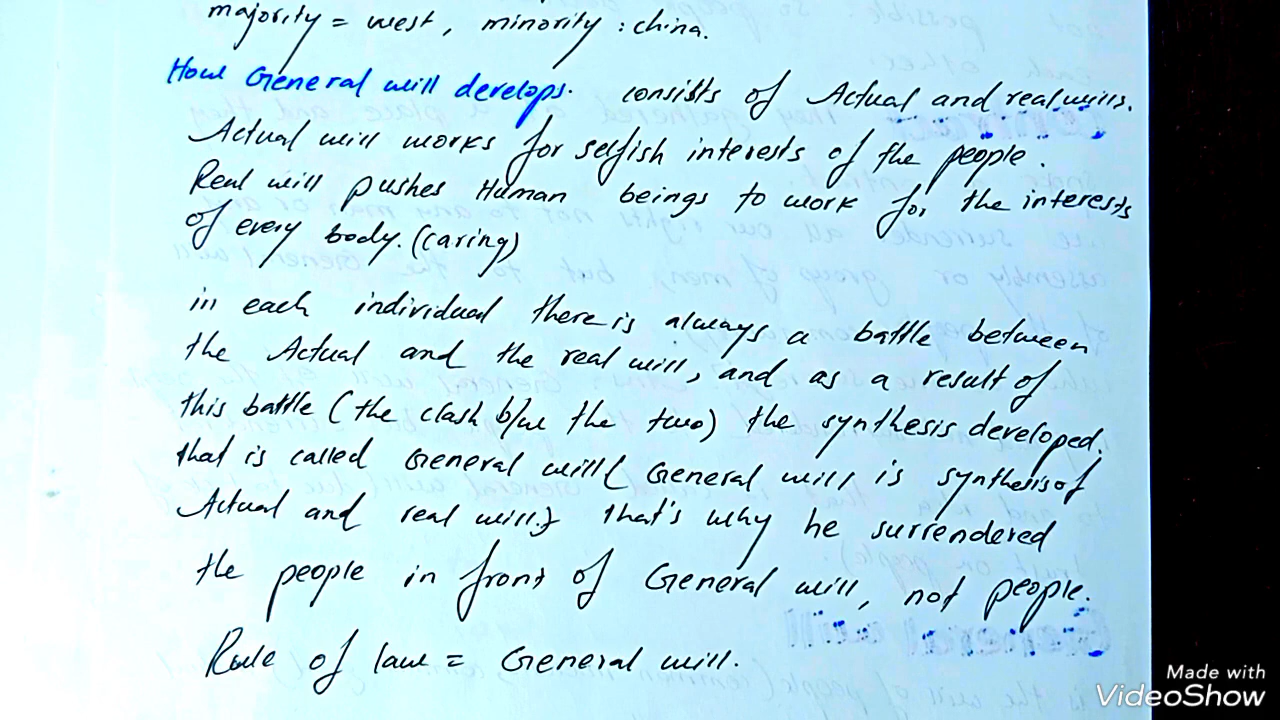 majority = west, minority : china.
How General will develops. consists of Actual and real wills.
Actual will works for selfish interests of the people.
Real will pushes Human beings to work for the interests
of every body. (caring)
in each individual there is always a battle between
the Actual and the real will, and as a result of
this battle (the clash b/w the two) the synthesis developed.
that is called General will ( General will is synthesis of
Actual and real will.} that's why he surrendered
the people in front of General will, not people.
Rule of law = General will.
Made with
VideoShow